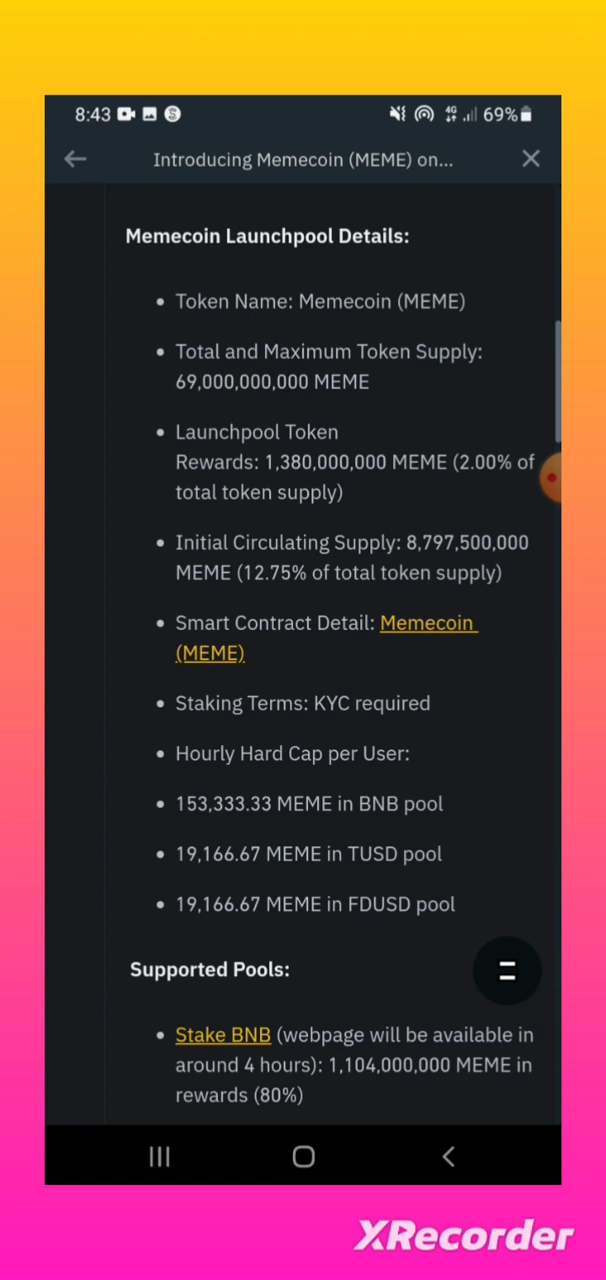 8:43
4G
69%
Introducing Memecoin (MEME) on...
Memecoin Launchpool Details:
• Token Name: Memecoin (MEME)
• Total and Maximum Token Supply:
69,000,000,000 MEME
• Launchpool Token
Rewards: 1,380,000,000 MEME (2.00% of
total token supply)
• Initial Circulating Supply: 8,797,500,000
MEME (12.75% of total token supply)
• Smart Contract Detail: Memecoin
(MEME)
• Staking Terms: KYC required
• Hourly Hard Cap per User:
• 153,333.33 MEME in BNB pool
• 19,166.67 MEME in TUSD pool
• 19,166.67 MEME in FDUSD pool
Supported Pools:
• Stake BNB (webpage will be available in
around 4 hours): 1,104,000,000 MEME in
rewards (80%)
XRecorder